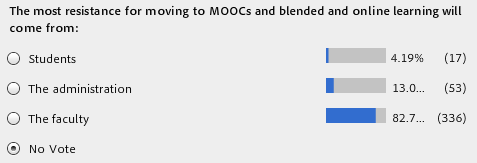 The most resistance for moving to MOOCs and blended and online learning will
come from:
Students 4.19% (17)
The administration 13.0... (53)
The faculty 82.7... (336)
No Vote